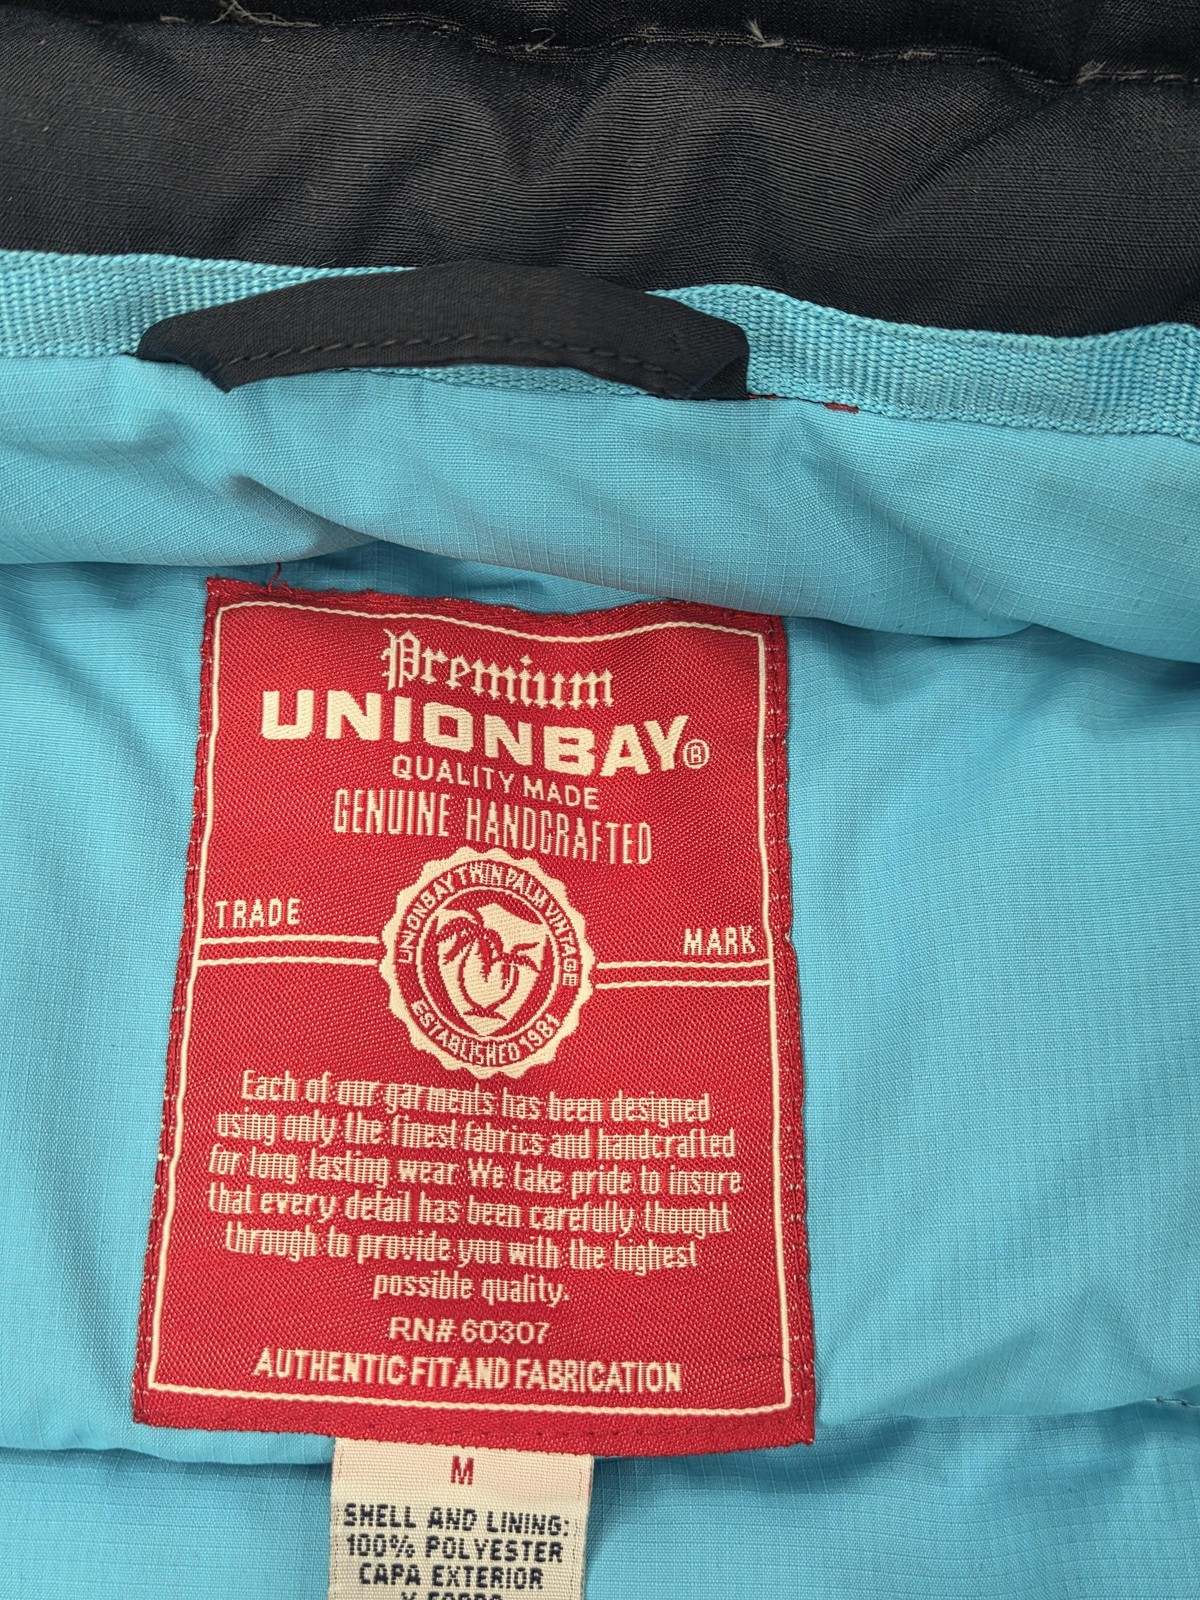 Premium
UNIONBAY®
QUALITY MADE
GENUINE HANDCRAFTED
UNIONBAY TWIN PALM VINTAGE
ESTABLISHED 1981
TRADE MARK
Each of our garments has been designed
using only the finest fabrics and handcrafted
for long lasting wear. We take pride to insure
that every detail has been carefully thought
through to provide you with the highest
possible quality.
RN# 60307
AUTHENTIC FIT AND FABRICATION
M
SHELL AND LINING:
100% POLYESTER
CAPA EXTERIOR
Y FORRO